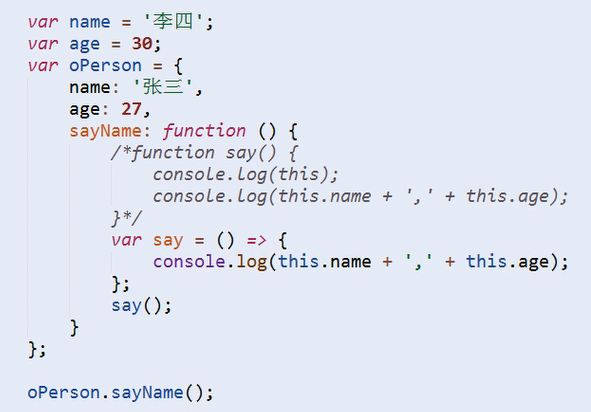 var name = '李四';
var age = 30;
var oPerson = {
    name: '张三',
    age: 27,
    sayName: function () {
        /*function say() {
            console.log(this);
            console.log(this.name + ',' + this.age);
        }*/
        var say = () => {
            console.log(this.name + ',' + this.age);
        };
        say();
    }
};

oPerson.sayName();